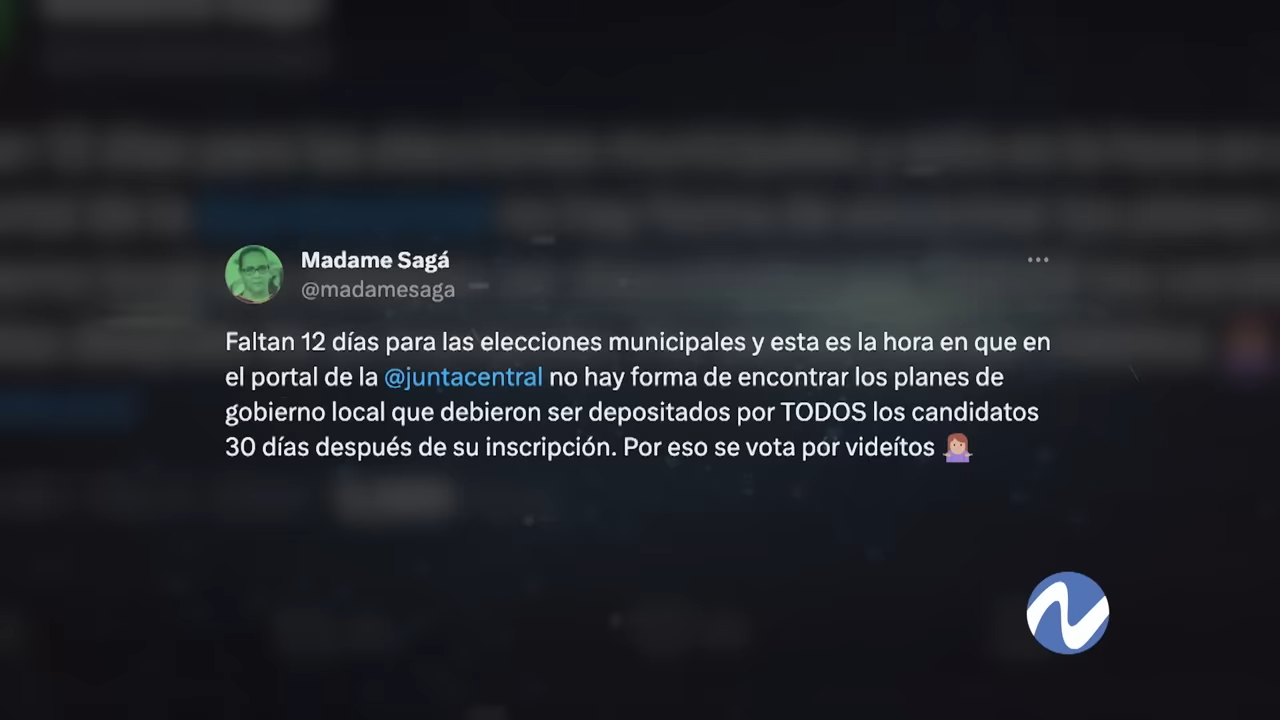 Madame Sagá
@madamesaga
Faltan 12 días para las elecciones municipales y esta es la hora en que en
el portal de la @juntacentral no hay forma de encontrar los planes de
gobierno local que debieron ser depositados por TODOS los candidatos
30 días después de su inscripción. Por eso se vota por videítos 🤷🏽‍♀️